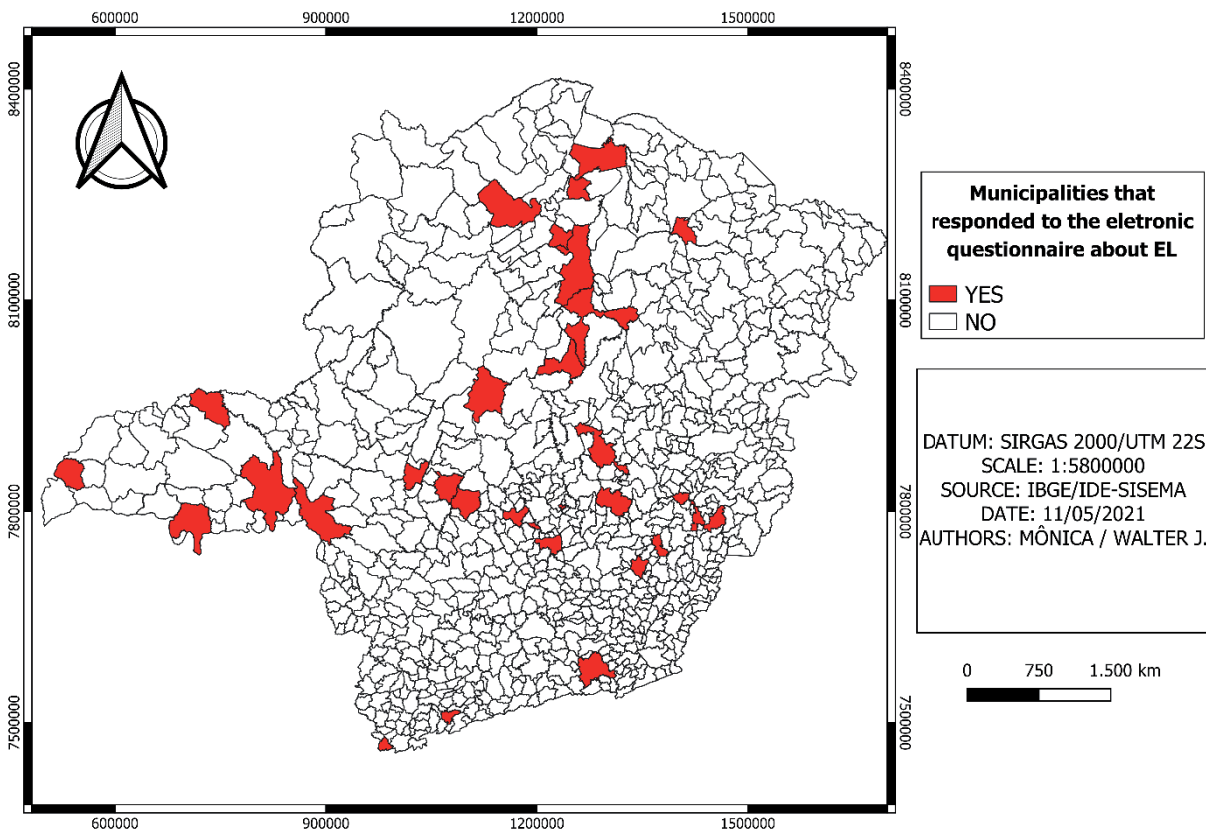 600000 900000 1200000 1500000
8400000 8400000
8100000 8100000
7800000 7800000
7500000 7500000
600000 900000 1200000 1500000
Municipalities that
responded to the eletronic
questionnaire about EL
YES
NO
DATUM: SIRGAS 2000/UTM 22S
SCALE: 1:5800000
SOURCE: IBGE/IDE-SISEMA
DATE: 11/05/2021
AUTHORS: MÔNICA / WALTER J.
0 750 1.500 km